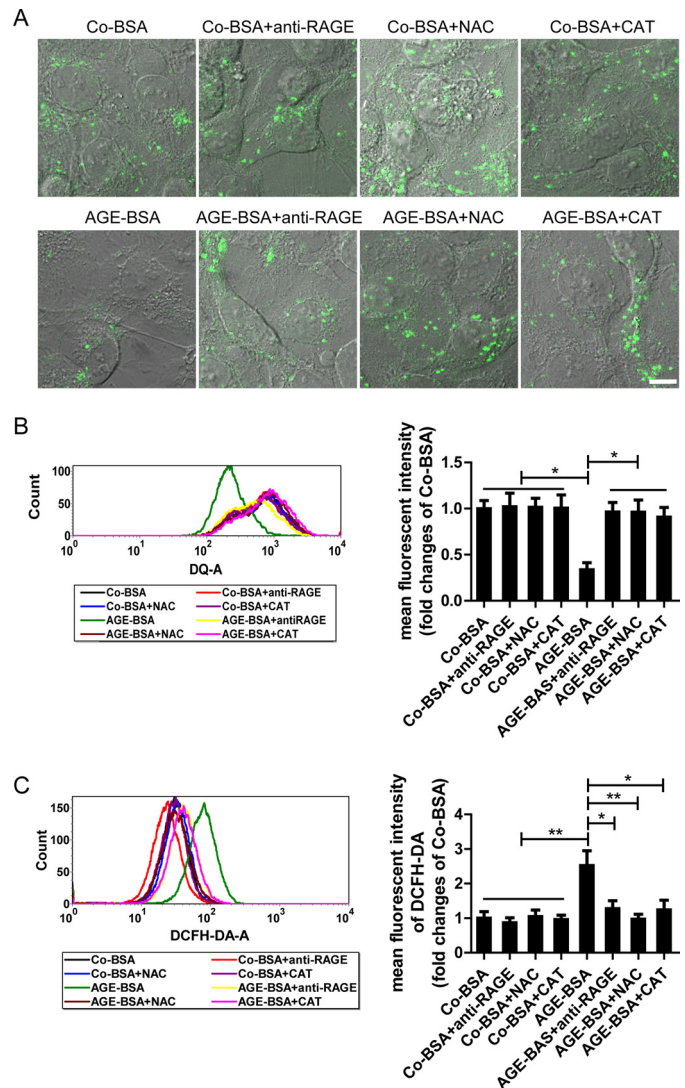 A
Co-BSA Co-BSA+anti-RAGE Co-BSA+NAC Co-BSA+CAT
AGE-BSA AGE-BSA+anti-RAGE AGE-BSA+NAC AGE-BSA+CAT
B
Count
100
50
0
10^0 10^1 10^2 10^3 10^4
DQ-A
Co-BSA Co-BSA+anti-RAGE
Co-BSA+NAC Co-BSA+CAT
AGE-BSA AGE-BSA+antiRAGE
AGE-BSA+NAC AGE-BSA+CAT
mean fluorescent intensity
(fold changes of Co-BSA)
1.5
1.0
0.5
0.0
* *
Co-BSA
Co-BSA+anti-RAGE
Co-BSA+NAC
Co-BSA+CAT
AGE-BSA
AGE-BAS+anti-RAGE
AGE-BSA+NAC
AGE-BSA+CAT
C
Count
150
100
50
0
10^0 10^1 10^2 10^3 10^4
DCFH-DA-A
Co-BSA Co-BSA+anti-RAGE
Co-BSA+NAC Co-BSA+CAT
AGE-BSA AGE-BSA+anti-RAGE
AGE-BSA+NAC AGE-BSA+CAT
mean fluorescent intensity
of DCFH-DA
(fold changes of Co-BSA)
4
3
2
1
0
*
**
*
**
Co-BSA
Co-BSA+anti-RAGE
Co-BSA+NAC
Co-BSA+CAT
AGE-BSA
AGE-BAS+anti-RAGE
AGE-BSA+NAC
AGE-BSA+CAT